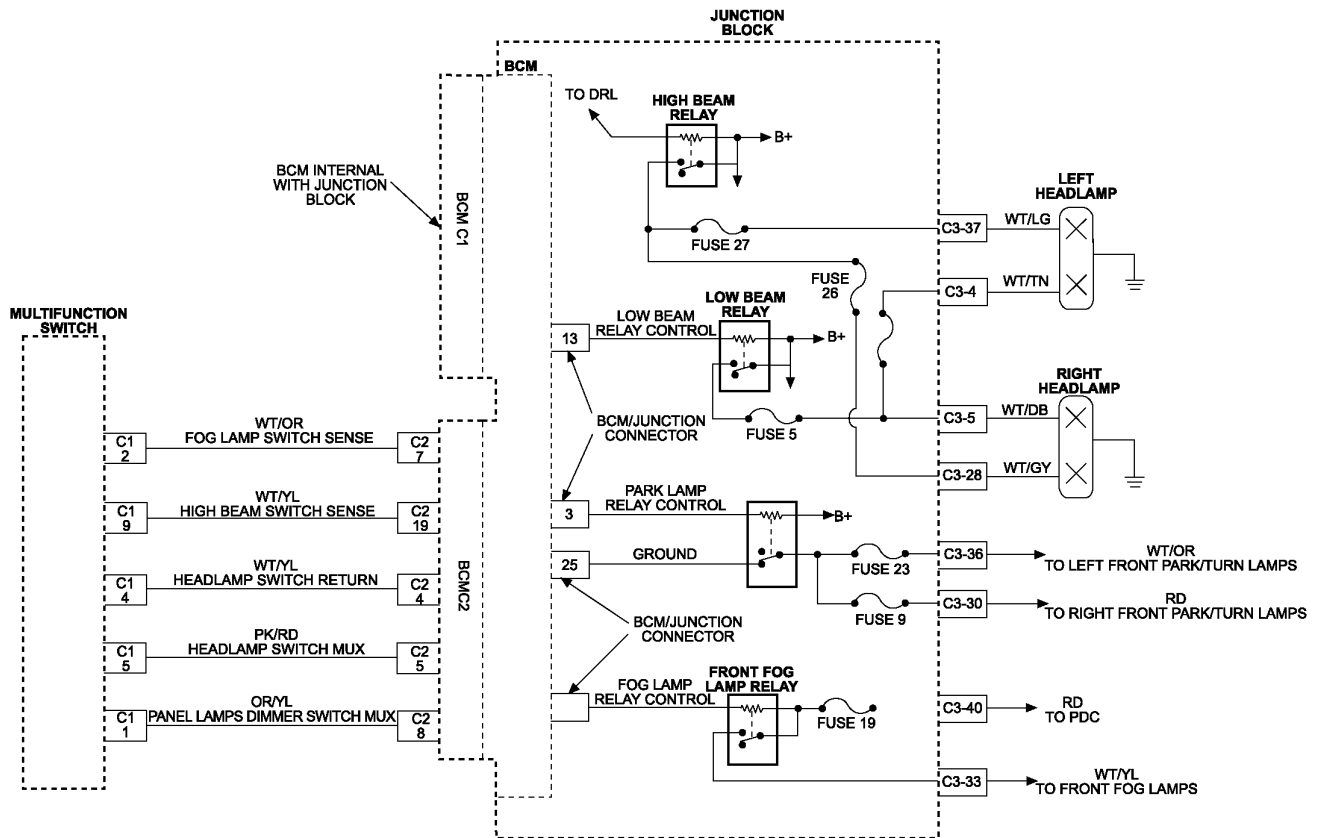 JUNCTION
BLOCK
BCM
TO DRL
HIGH BEAM
RELAY
B+
BCM INTERNAL
WITH JUNCTION
BLOCK
BCM C1
LEFT
HEADLAMP
C3-37
WT/LG
FUSE 27
FUSE
26
C3-4
WT/TN
LOW BEAM
RELAY
MULTIFUNCTION
SWITCH
13
LOW BEAM
RELAY CONTROL
B+
RIGHT
HEADLAMP
C3-5
WT/DB
FUSE 5
BCM/JUNCTION
CONNECTOR
C1
2
WT/OR
FOG LAMP SWITCH SENSE
C2
7
C3-28
WT/GY
C1
9
WT/YL
HIGH BEAM SWITCH SENSE
C2
19
3
PARK LAMP
RELAY CONTROL
B+
25
GROUND
FUSE 23
C3-36
WT/OR
TO LEFT FRONT PARK/TURN LAMPS
C1
4
WT/YL
HEADLAMP SWITCH RETURN
C2
4
BCMC2
FUSE 9
C3-30
RD
TO RIGHT FRONT PARK/TURN LAMPS
BCM/JUNCTION
CONNECTOR
C1
5
PK/RD
HEADLAMP SWITCH MUX
C2
5
FRONT FOG
LAMP RELAY
FOG LAMP
RELAY CONTROL
FUSE 19
C3-40
RD
TO PDC
C1
1
OR/YL
PANEL LAMPS DIMMER SWITCH MUX
C2
8
C3-33
WT/YL
TO FRONT FOG LAMPS